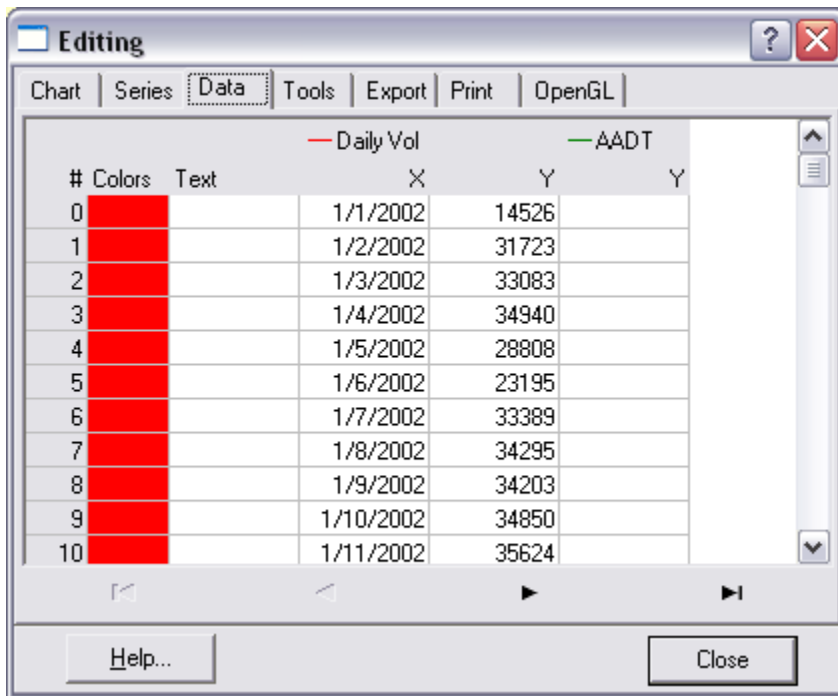 Editing
Chart Series Data Tools Export Print OpenGL
Daily Vol AADT
# Colors Text X Y Y
0 1/1/2002 14526
1 1/2/2002 31723
2 1/3/2002 33083
3 1/4/2002 34940
4 1/5/2002 28808
5 1/6/2002 23195
6 1/7/2002 33389
7 1/8/2002 34295
8 1/9/2002 34203
9 1/10/2002 34850
10 1/11/2002 35624
Help... Close